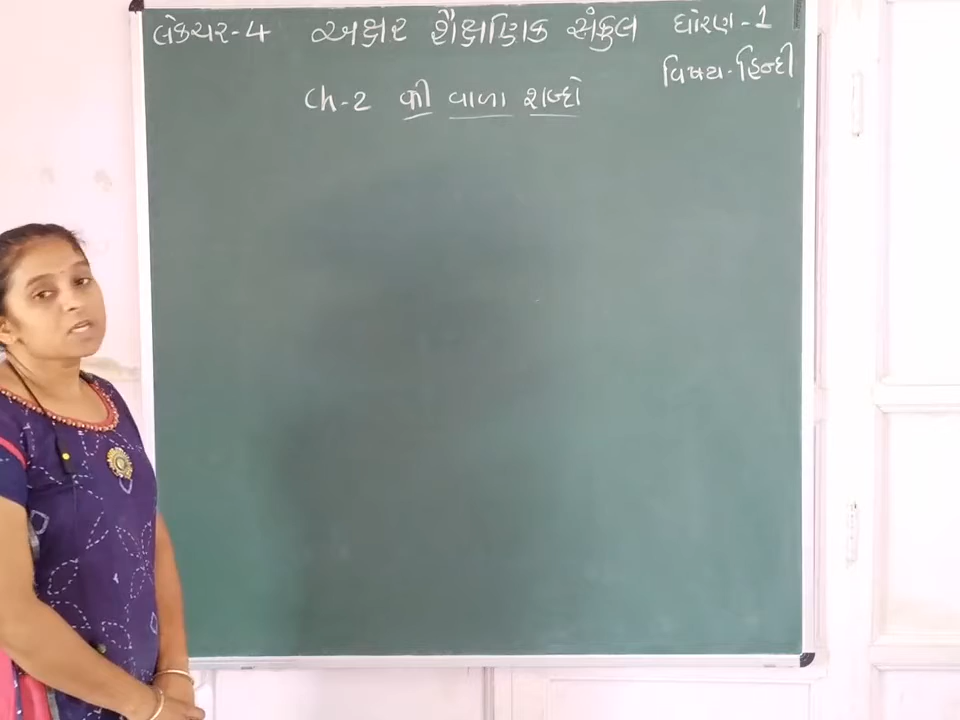 લેક્ચર-4 અક્ષર શૈક્ષણિક સંકુલ ધોરણ-1
વિષય-હિન્દી
Ch-2 की વાળા શબ્દો